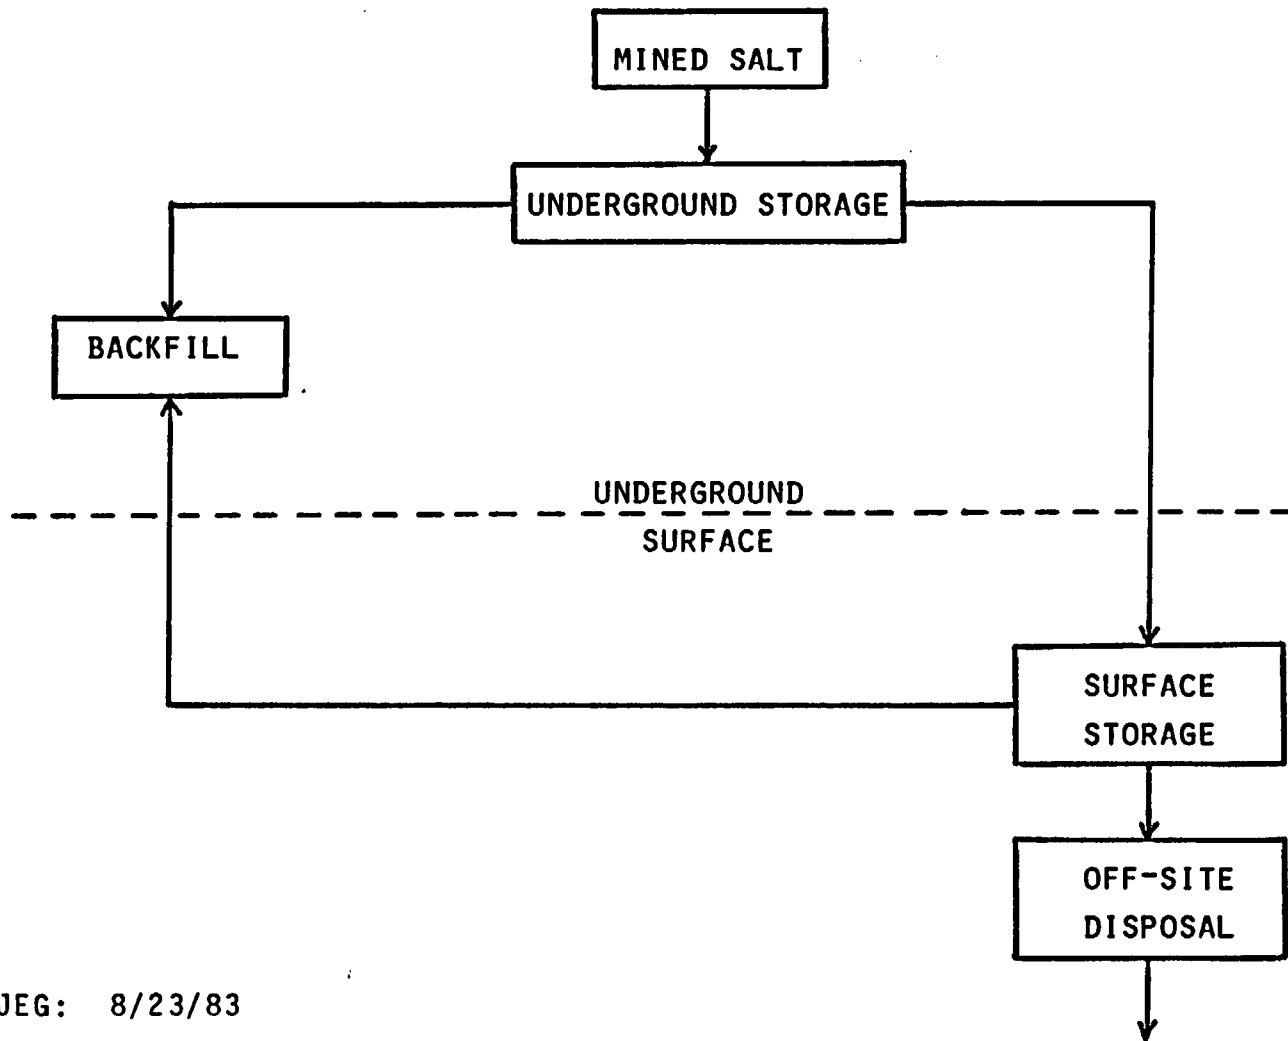 MINED SALT
UNDERGROUND STORAGE
BACKFILL
UNDERGROUND
SURFACE
SURFACE
STORAGE
OFF-SITE
DISPOSAL
JEG: 8/23/83